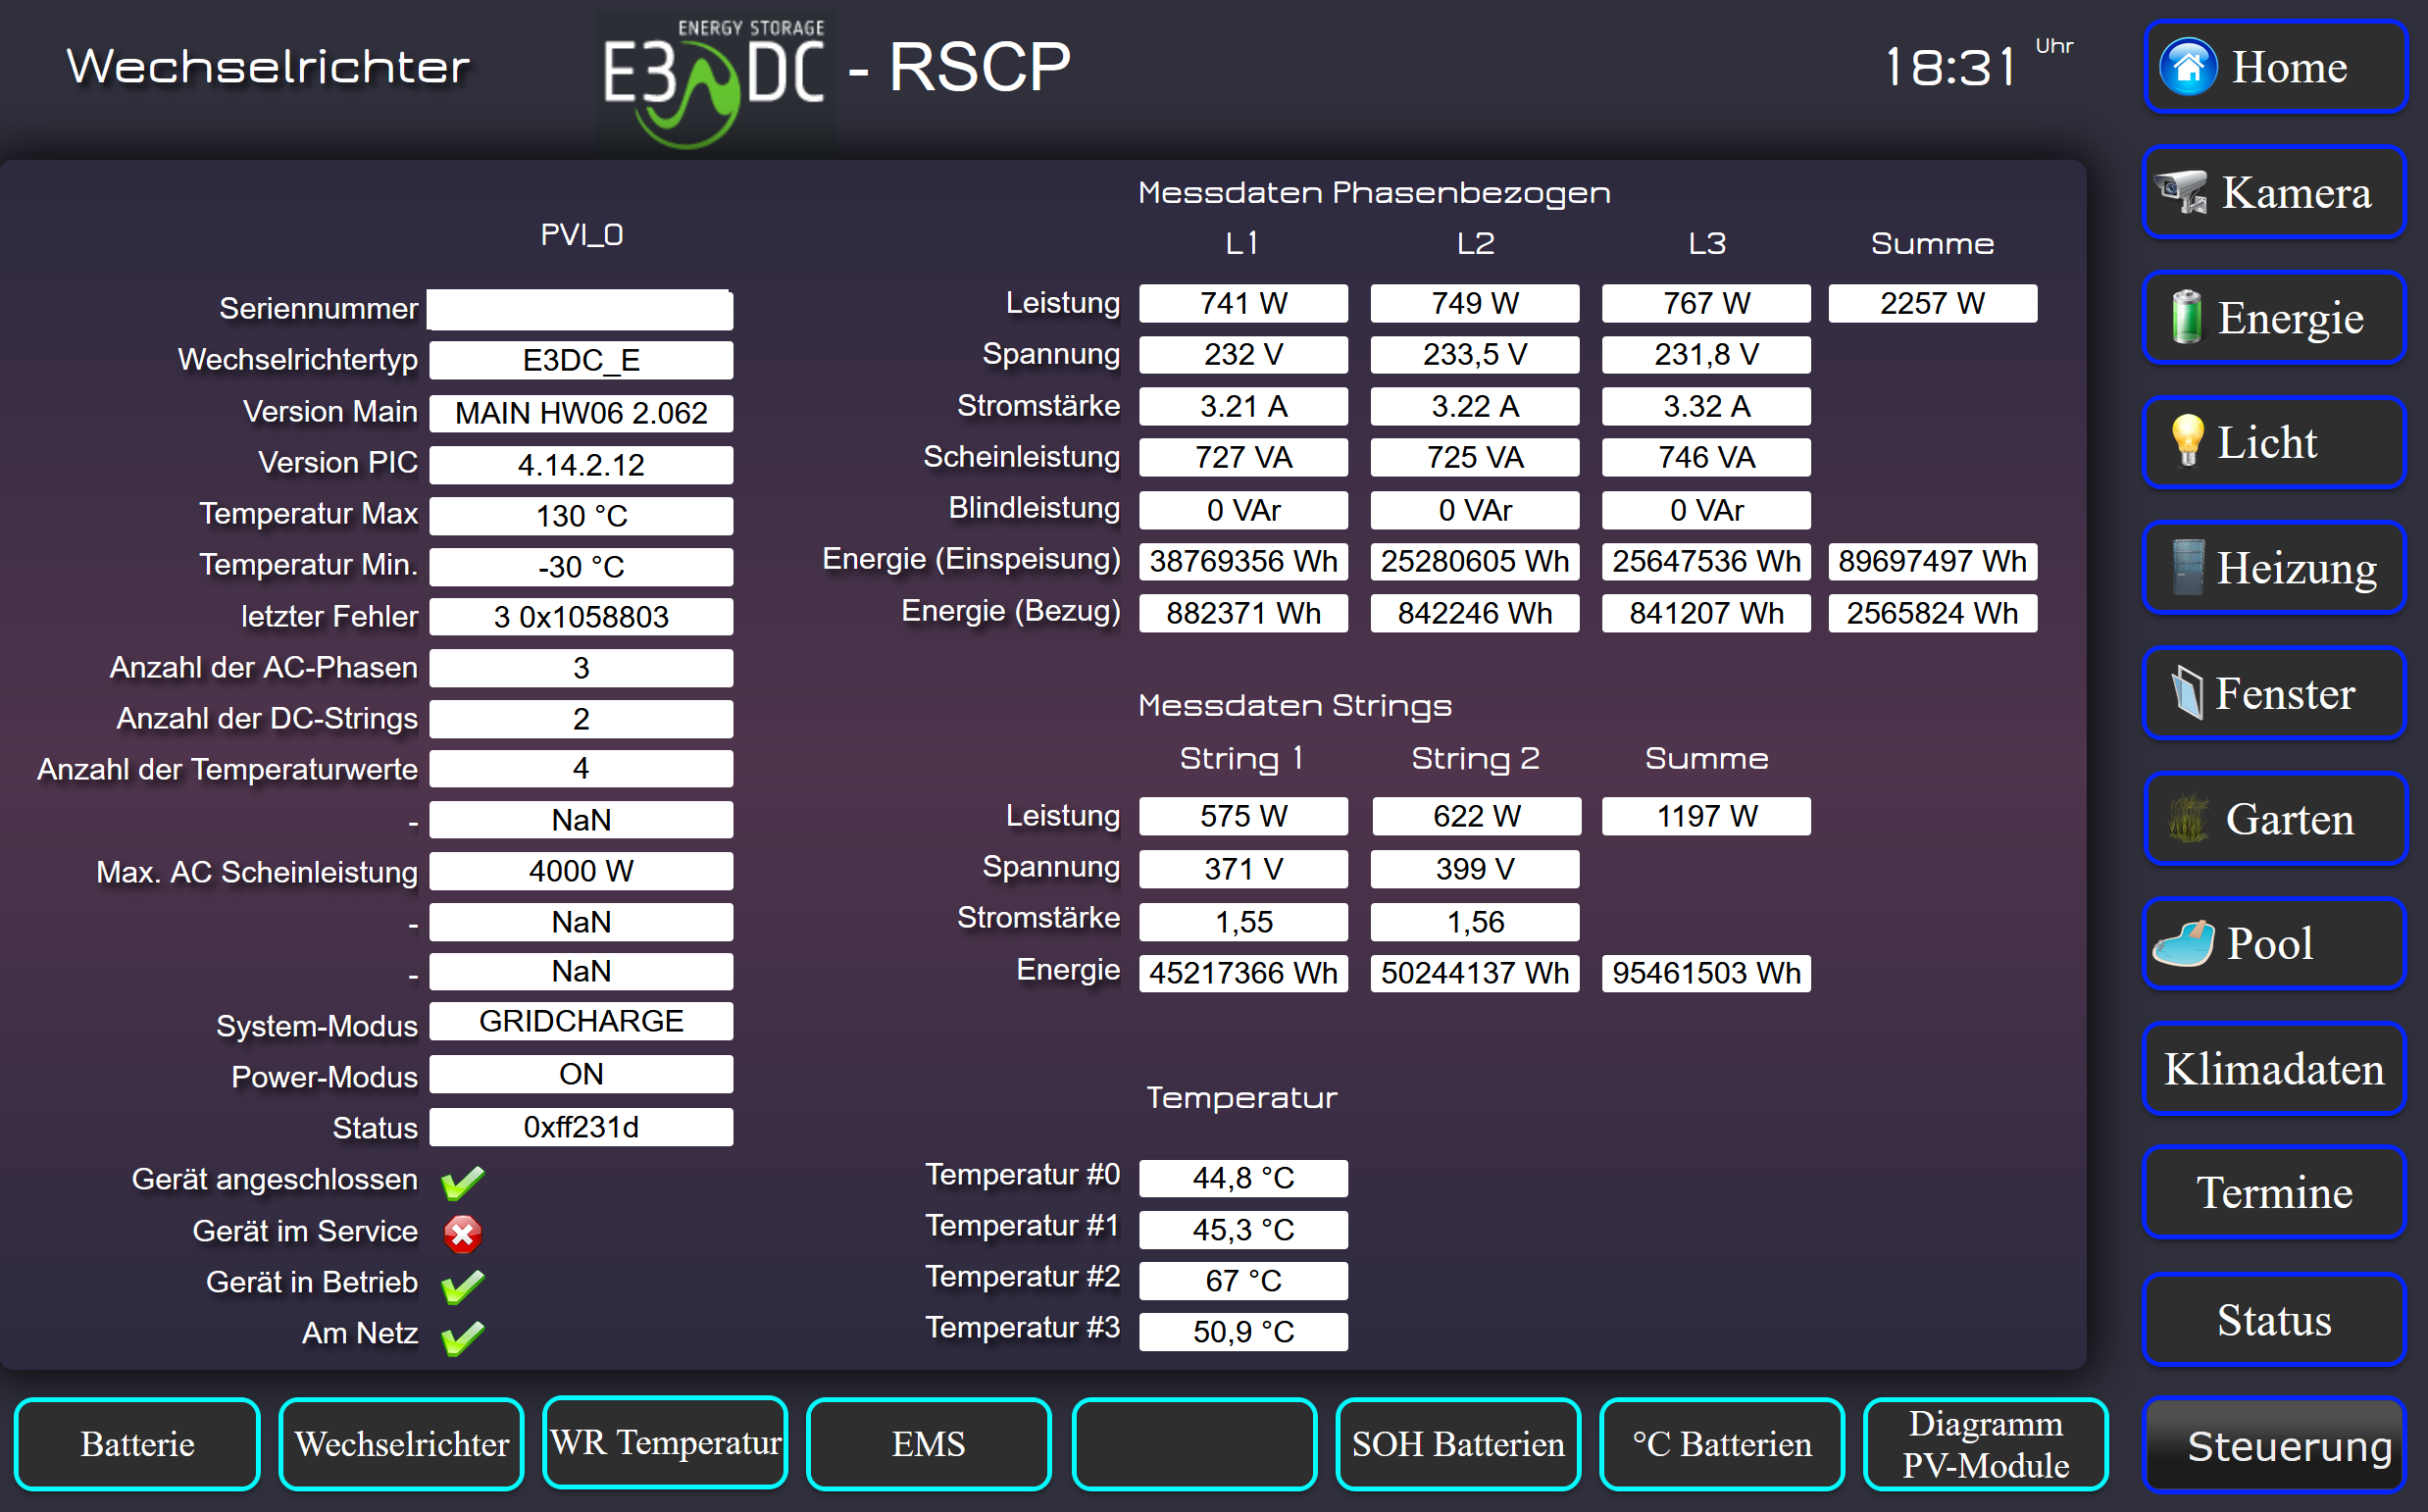 Wechselrichter
ENERGY STORAGE
E3 DC - RSCP
18:31 Uhr
PVI_0
Seriennummer
Wechselrichtertyp E3DC_E
Version Main MAIN HW06 2.062
Version PIC 4.14.2.12
Temperatur Max 130 °C
Temperatur Min. -30 °C
letzter Fehler 3 0x1058803
Anzahl der AC-Phasen 3
Anzahl der DC-Strings 2
Anzahl der Temperaturwerte 4
- NaN
Max. AC Scheinleistung 4000 W
- NaN
- NaN
System-Modus GRIDCHARGE
Power-Modus ON
Status 0xff231d
Gerät angeschlossen
Gerät im Service
Gerät in Betrieb
Am Netz
Messdaten Phasenbezogen
L1 L2 L3 Summe
Leistung 741 W 749 W 767 W 2257 W
Spannung 232 V 233,5 V 231,8 V
Stromstärke 3.21 A 3.22 A 3.32 A
Scheinleistung 727 VA 725 VA 746 VA
Blindleistung 0 VAr 0 VAr 0 VAr
Energie (Einspeisung) 38769356 Wh 25280605 Wh 25647536 Wh 89697497 Wh
Energie (Bezug) 882371 Wh 842246 Wh 841207 Wh 2565824 Wh
Messdaten Strings
String 1 String 2 Summe
Leistung 575 W 622 W 1197 W
Spannung 371 V 399 V
Stromstärke 1,55 1,56
Energie 45217366 Wh 50244137 Wh 95461503 Wh
Temperatur
Temperatur #0 44,8 °C
Temperatur #1 45,3 °C
Temperatur #2 67 °C
Temperatur #3 50,9 °C
Home
Kamera
Energie
Licht
Heizung
Fenster
Garten
Pool
Klimadaten
Termine
Status
Steuerung
Batterie
Wechselrichter
WR Temperatur
EMS
SOH Batterien
°C Batterien
Diagramm
PV-Module